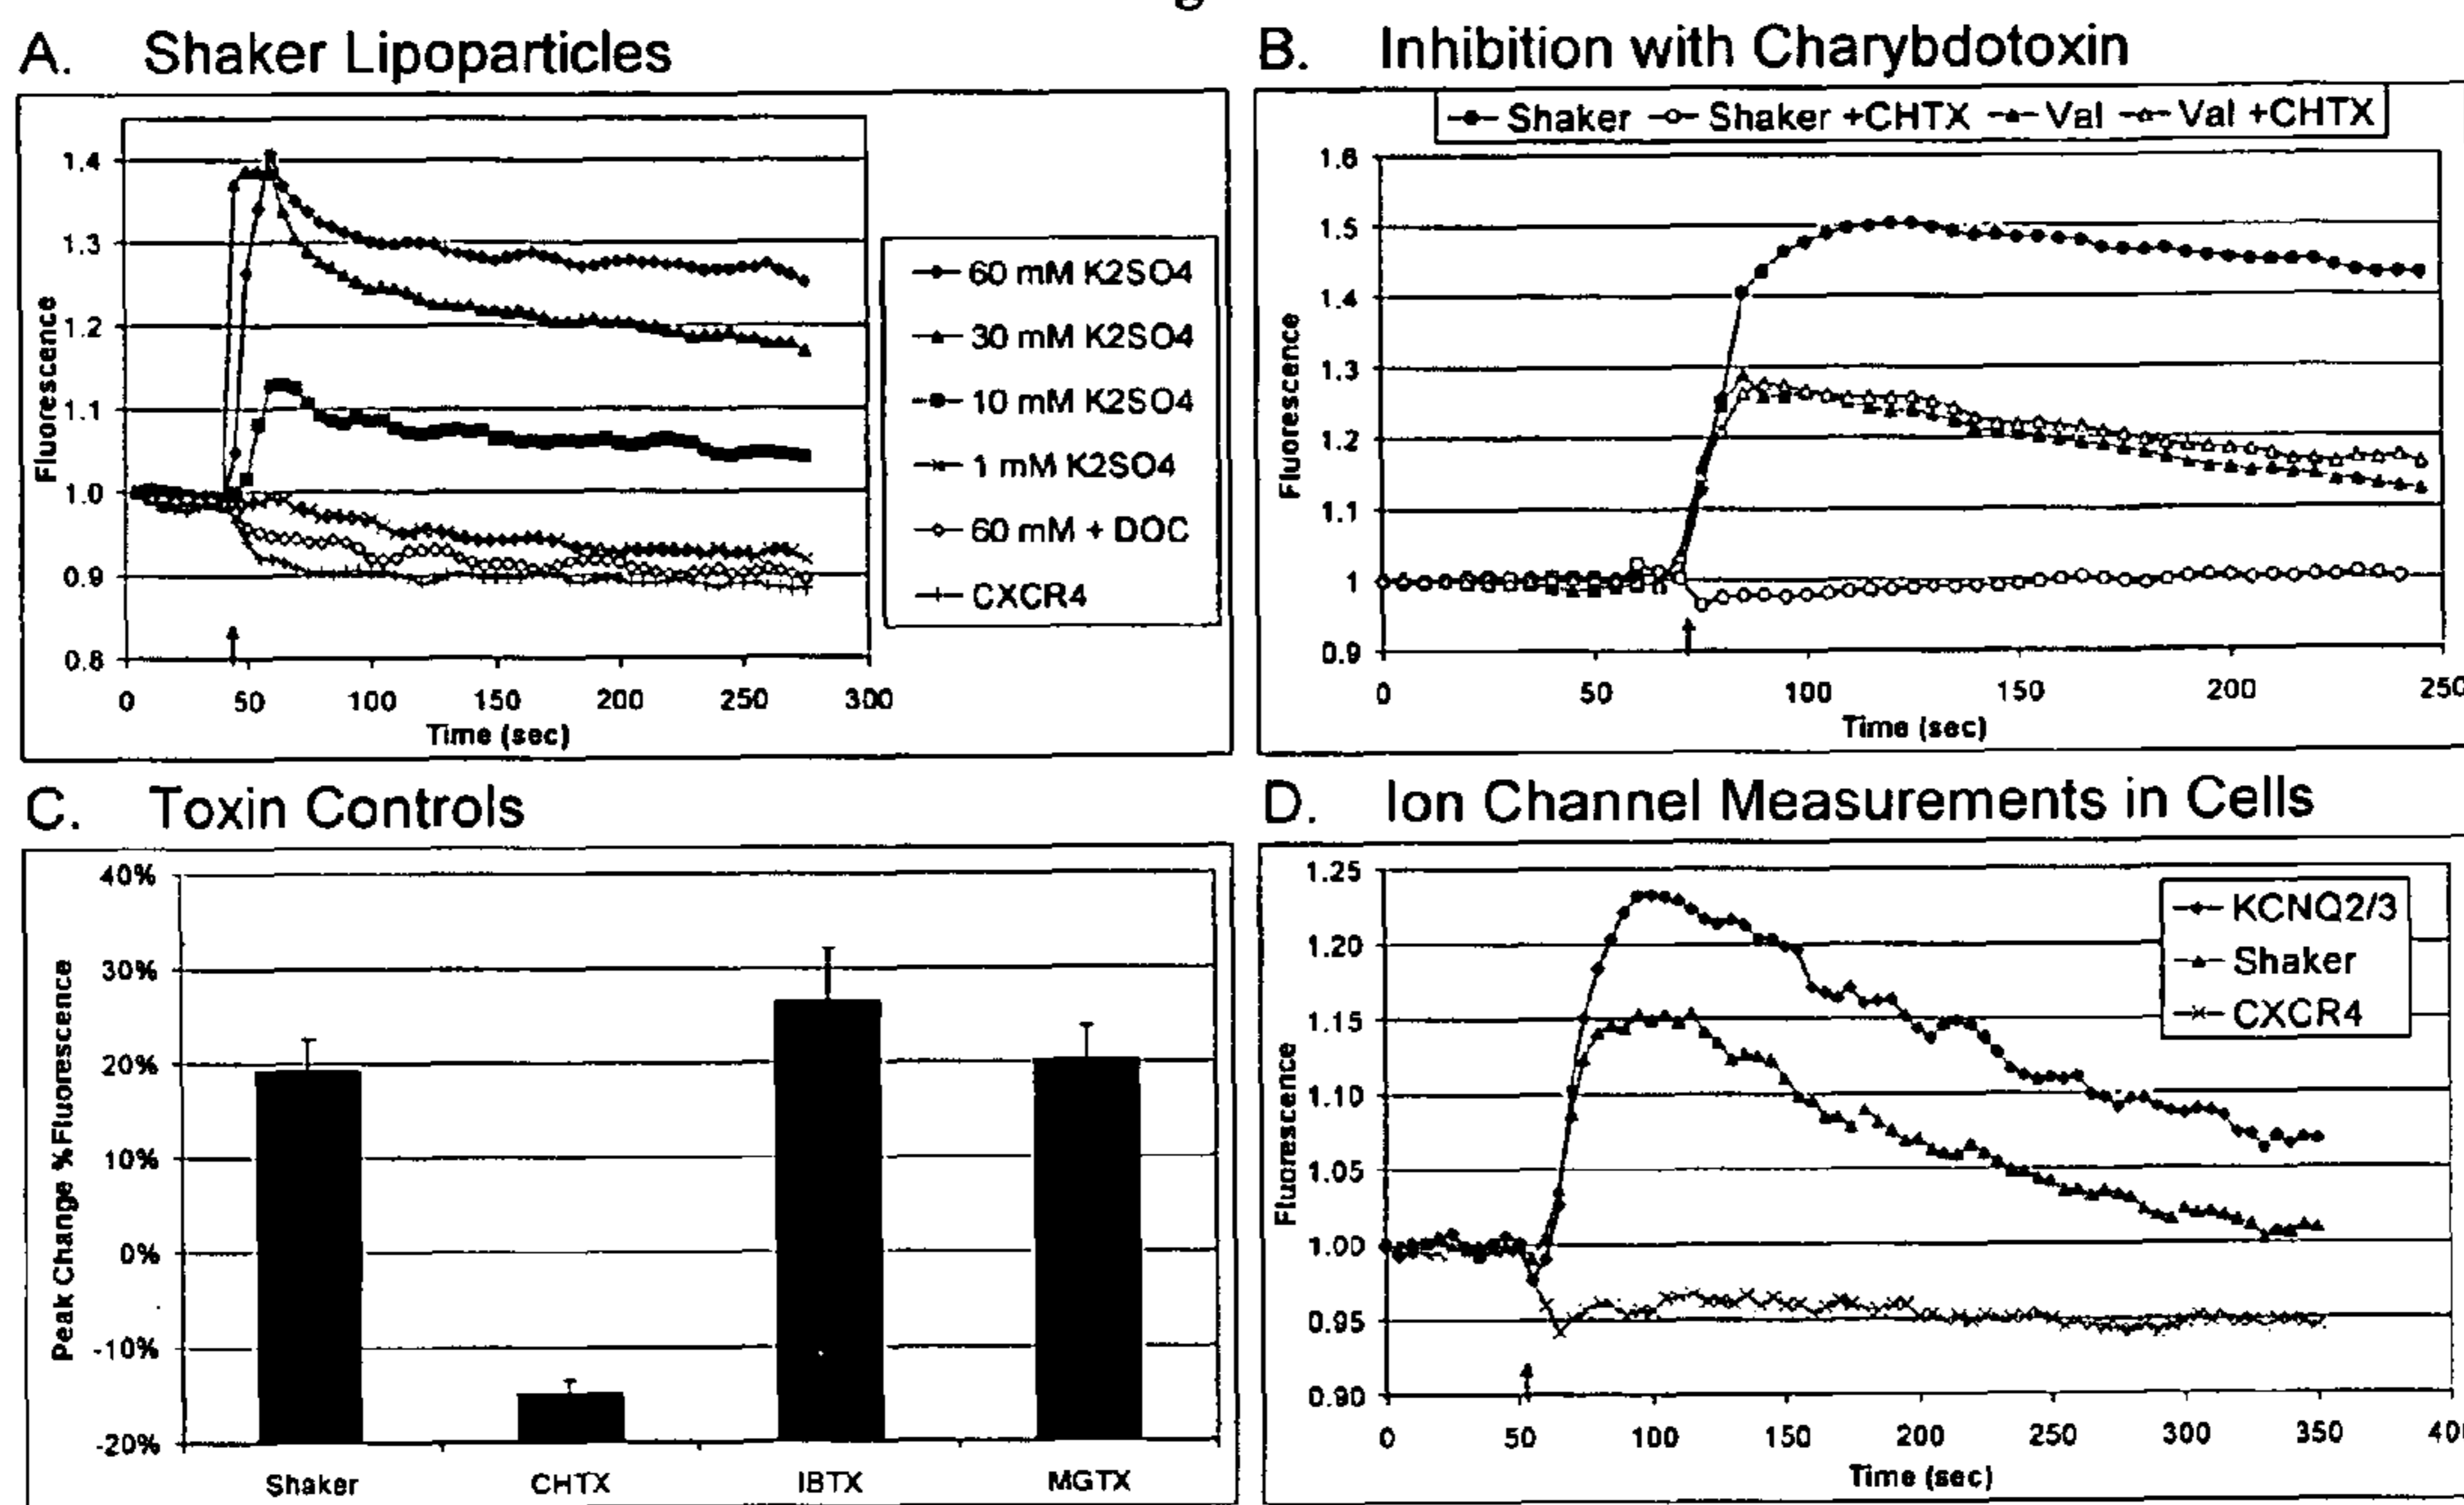 A. Shaker Lipoparticles
Fluorescence
1.4
1.3
1.2
1.1
1.0
0.9
0.8
0 50 100 150 200 250 300
Time (sec)
60 mM K2SO4
30 mM K2SO4
10 mM K2SO4
1 mM K2SO4
60 mM + DOC
CXCR4
B. Inhibition with Charybdotoxin
Shaker Shaker +CHTX Val Val +CHTX
Fluorescence
1.6
1.5
1.4
1.3
1.2
1.1
1
0.9
0 50 100 150 200 250
Time (sec)
C. Toxin Controls
Peak Change % Fluorescence
40%
30%
20%
10%
0%
-10%
-20%
Shaker CHTX IBTX MGTX
D. Ion Channel Measurements in Cells
Fluorescence
1.25
1.20
1.15
1.10
1.05
1.00
0.95
0.90
0 50 100 150 200 250 300 350
Time (sec)
KCNQ2/3
Shaker
CXCR4